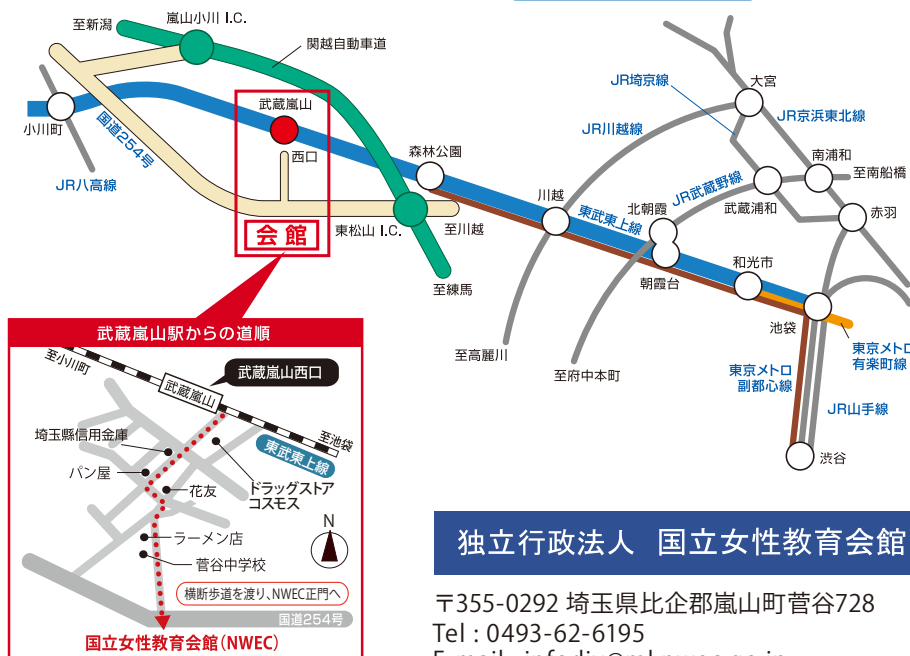 至新潟
嵐山小川 I.C.
関越自動車道
武蔵嵐山
小川町
国道254号
西口
JR八高線
森林公園
会館
東松山 I.C.
至川越
至練馬
大宮
JR埼京線
JR京浜東北線
JR川越線
南浦和
至南船橋
JR武蔵野線
武蔵浦和
川越
北朝霞
赤羽
東武東上線
和光市
朝霞台
池袋
至高麗川
至府中本町
東京メトロ
有楽町線
東京メトロ
副都心線
JR山手線
渋谷
武蔵嵐山駅からの道順
至小川町
武蔵嵐山西口
武蔵嵐山
至池袋
東武東上線
埼玉縣信用金庫
パン屋
花友
ドラッグストア
コスモス
ラーメン店
菅谷中学校
N
横断歩道を渡り、NWEC正門へ
国道254号
国立女性教育会館(NWEC)
独立行政法人 国立女性教育会館
〒355-0292 埼玉県比企郡嵐山町菅谷728
Tel : 0493-62-6195